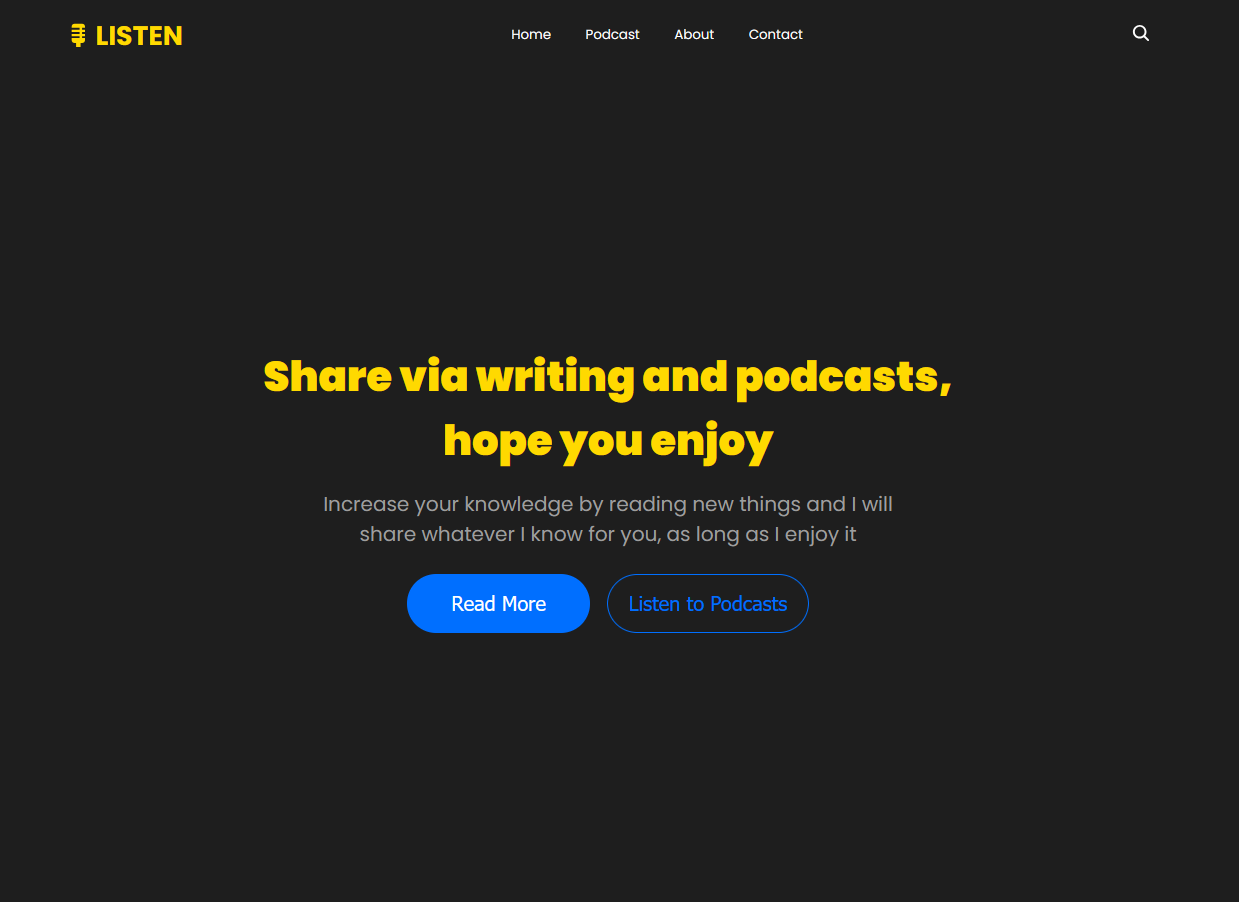 LISTEN
Home Podcast About Contact
Share via writing and podcasts,
hope you enjoy
Increase your knowledge by reading new things and I will
share whatever I know for you, as long as I enjoy it
Read More Listen to Podcasts